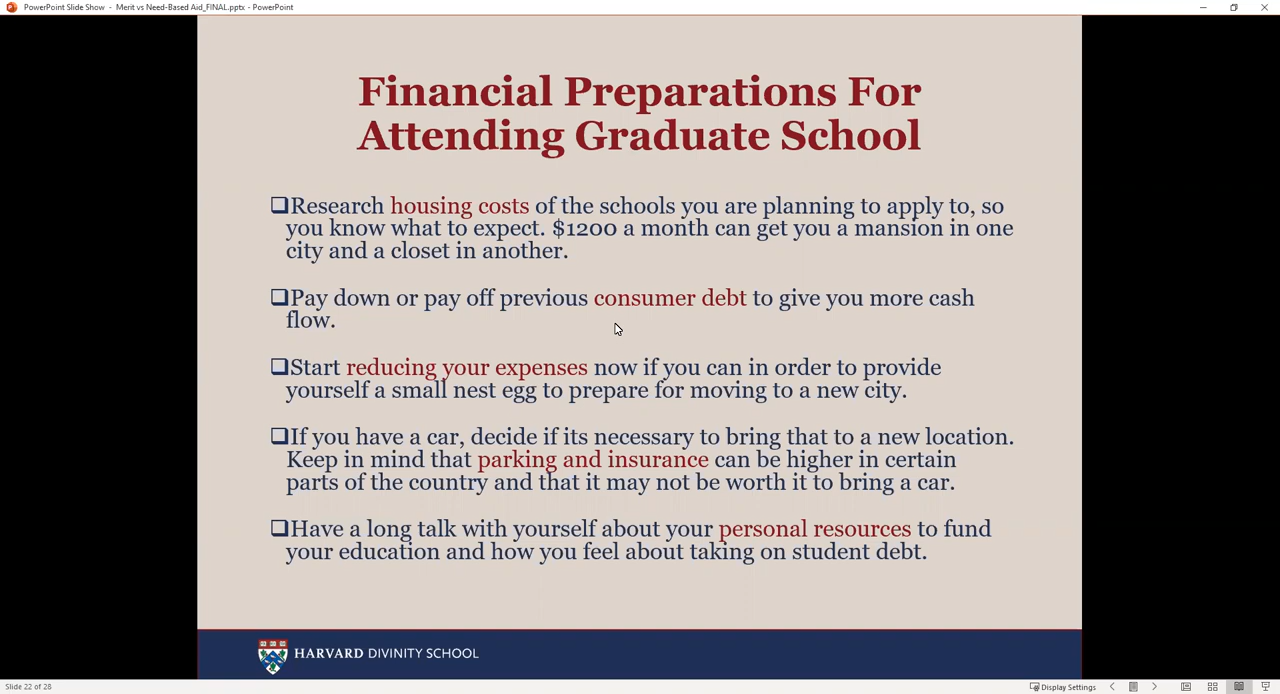 PowerPoint Slide Show - Merit vs Need-Based Aid_FINAL.pptx - PowerPoint
Financial Preparations For
Attending Graduate School
❑Research housing costs of the schools you are planning to apply to, so
you know what to expect. $1200 a month can get you a mansion in one
city and a closet in another.
❑Pay down or pay off previous consumer debt to give you more cash
flow.
❑Start reducing your expenses now if you can in order to provide
yourself a small nest egg to prepare for moving to a new city.
❑If you have a car, decide if its necessary to bring that to a new location.
Keep in mind that parking and insurance can be higher in certain
parts of the country and that it may not be worth it to bring a car.
❑Have a long talk with yourself about your personal resources to fund
your education and how you feel about taking on student debt.
HARVARD DIVINITY SCHOOL
Slide 22 of 28
Display Settings